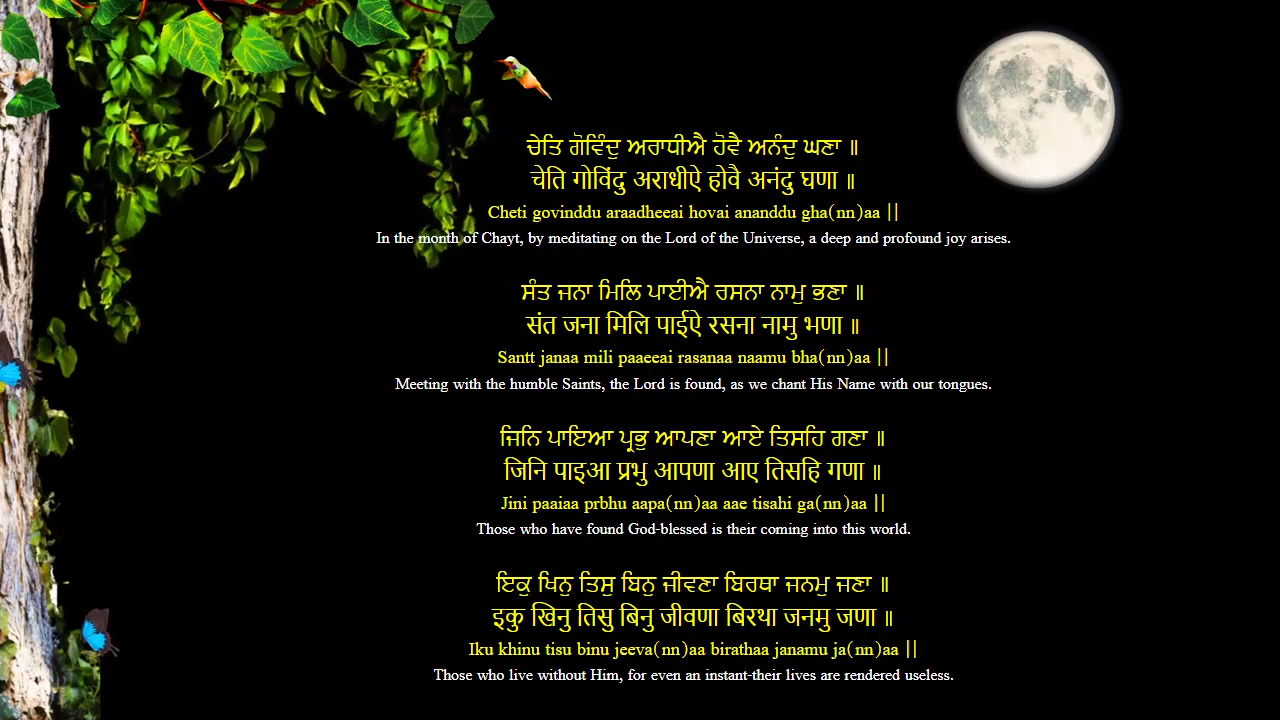 ਚੇਤਿ ਗੋਵਿੰਦੁ ਅਰਾਧੀਐ ਹੋਵੈ ਅਨੰਦੁ ਘਣਾ ॥
चेति गोविंदु अराधीऐ होवै अनंदु घणा ॥
Cheti govinddu araadheeai hovai ananddu gha(nn)aa ||
In the month of Chayt, by meditating on the Lord of the Universe, a deep and profound joy arises.
ਸੰਤ ਜਨਾ ਮਿਲਿ ਪਾਈਐ ਰਸਨਾ ਨਾਮੁ ਭਣਾ ॥
संत जना मिलि पाईऐ रसना नामु भणा ॥
Santt janaa mili paaeeai rasanaa naamu bha(nn)aa ||
Meeting with the humble Saints, the Lord is found, as we chant His Name with our tongues.
ਜਿਨਿ ਪਾਇਆ ਪ੍ਰਭੁ ਆਪਣਾ ਆਏ ਤਿਸਹਿ ਗਣਾ ॥
जिनि पाइआ प्रभु आपणा आए तिसहि गणा ॥
Jini paaiaa prbhu aapa(nn)aa aae tisahi ga(nn)aa ||
Those who have found God-blessed is their coming into this world.
ਇਕੁ ਖਿਨੁ ਤਿਸੁ ਬਿਨੁ ਜੀਵਣਾ ਬਿਰਥਾ ਜਨਮੁ ਜਣਾ ॥
इकु खिनु तिसु बिनु जीवणा बिरथा जनमु जणा ॥
Iku khinu tisu binu jeeva(nn)aa birathaa janamu ja(nn)aa ||
Those who live without Him, for even an instant-their lives are rendered useless.